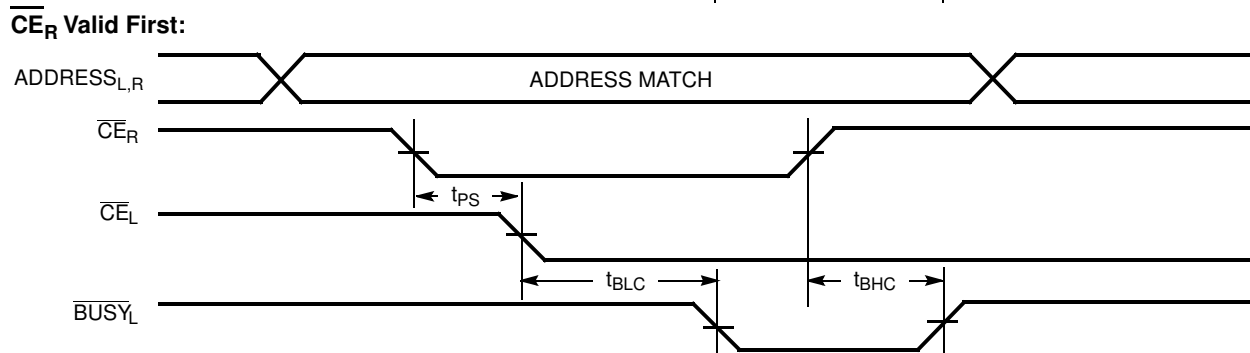 CE_R Valid First:
ADDRESS_L,R
ADDRESS MATCH
CE_R
t_PS
CE_L
t_BLC
t_BHC
BUSY_L